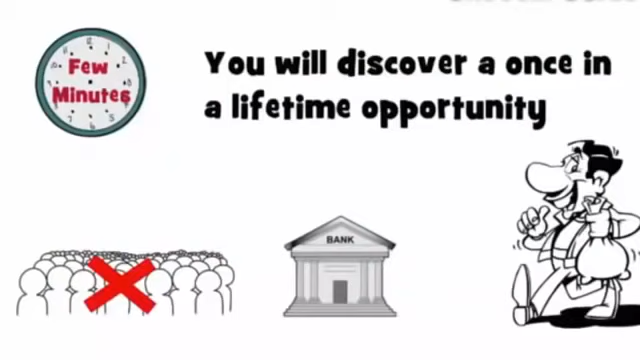 Few
Minutes
You will discover a once in
a lifetime opportunity
BANK